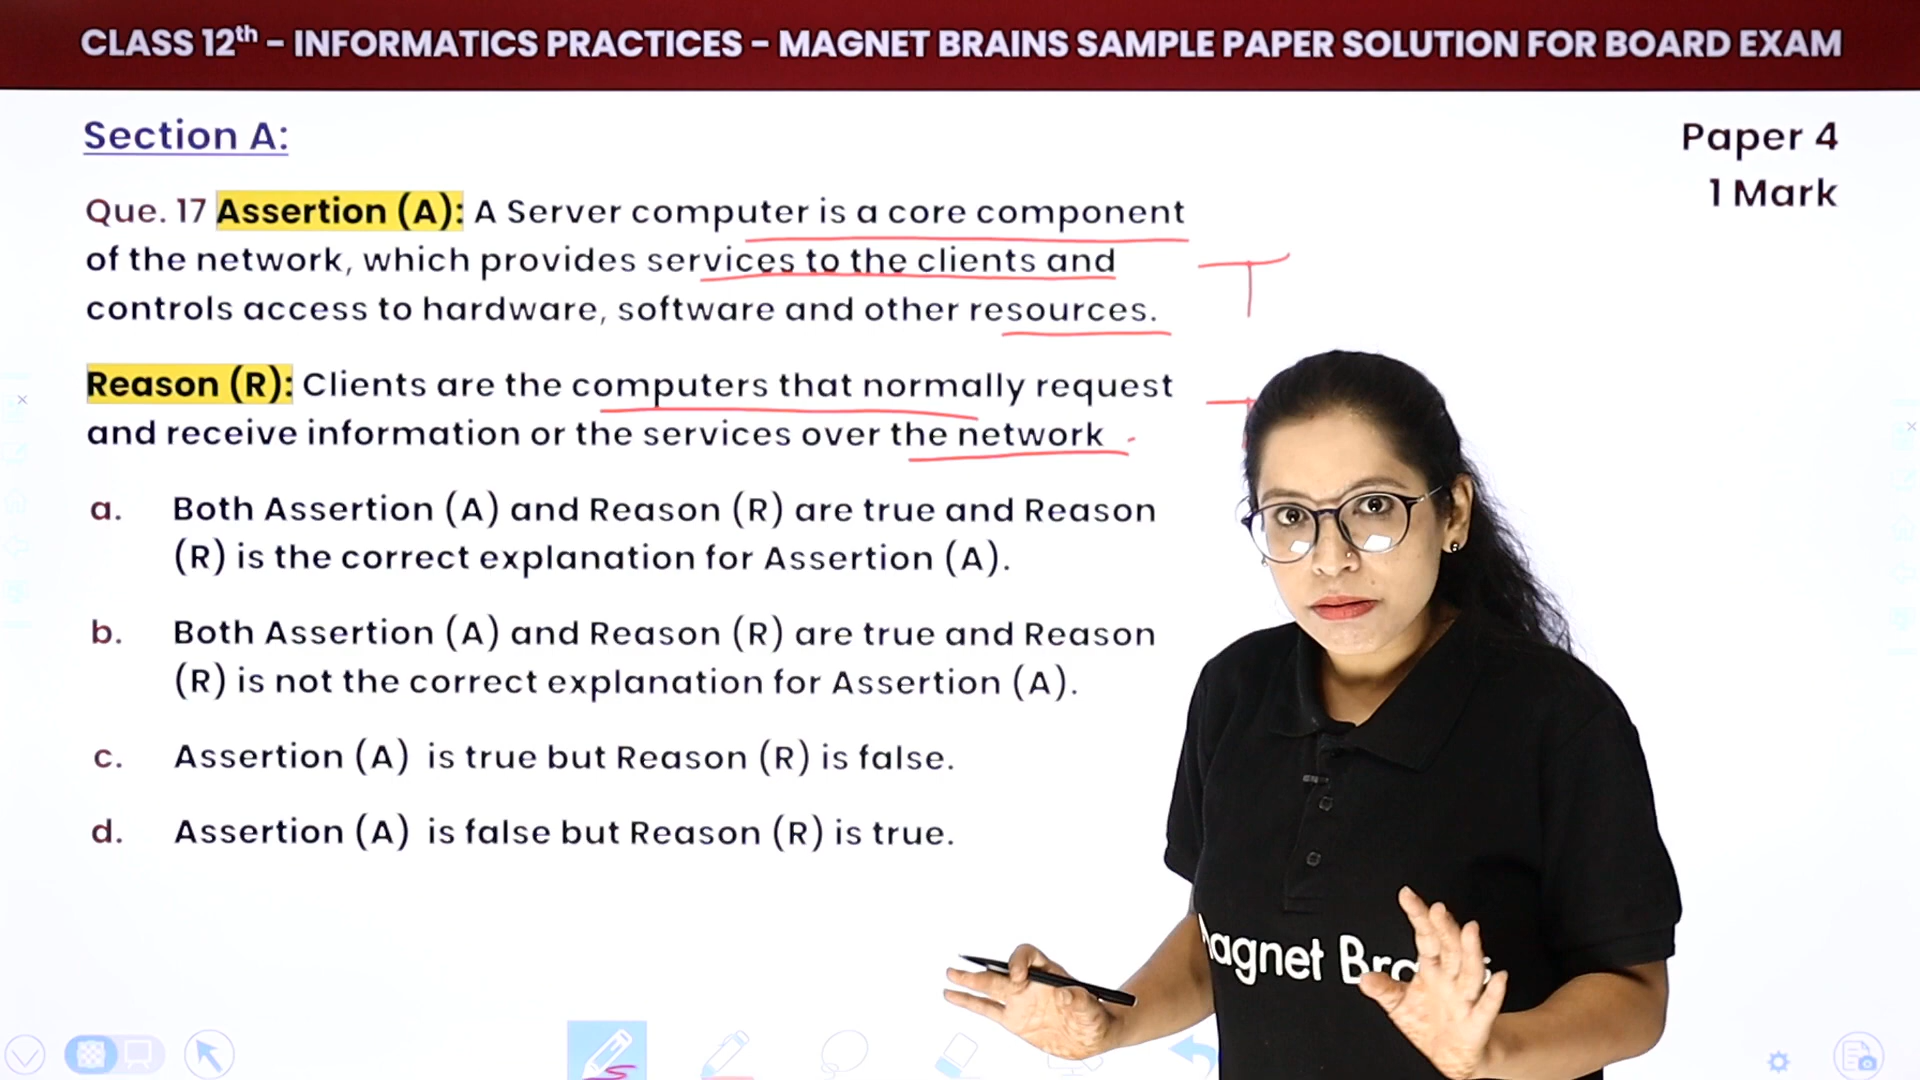 CLASS 12th – INFORMATICS PRACTICES – MAGNET BRAINS SAMPLE PAPER SOLUTION FOR BOARD EXAM
Section A:
Paper 4
1 Mark
Que. 17 Assertion (A): A Server computer is a core component
of the network, which provides services to the clients and
controls access to hardware, software and other resources.
T
Reason (R): Clients are the computers that normally request
and receive information or the services over the network
a. Both Assertion (A) and Reason (R) are true and Reason
(R) is the correct explanation for Assertion (A).
b. Both Assertion (A) and Reason (R) are true and Reason
(R) is not the correct explanation for Assertion (A).
c. Assertion (A) is true but Reason (R) is false.
d. Assertion (A) is false but Reason (R) is true.